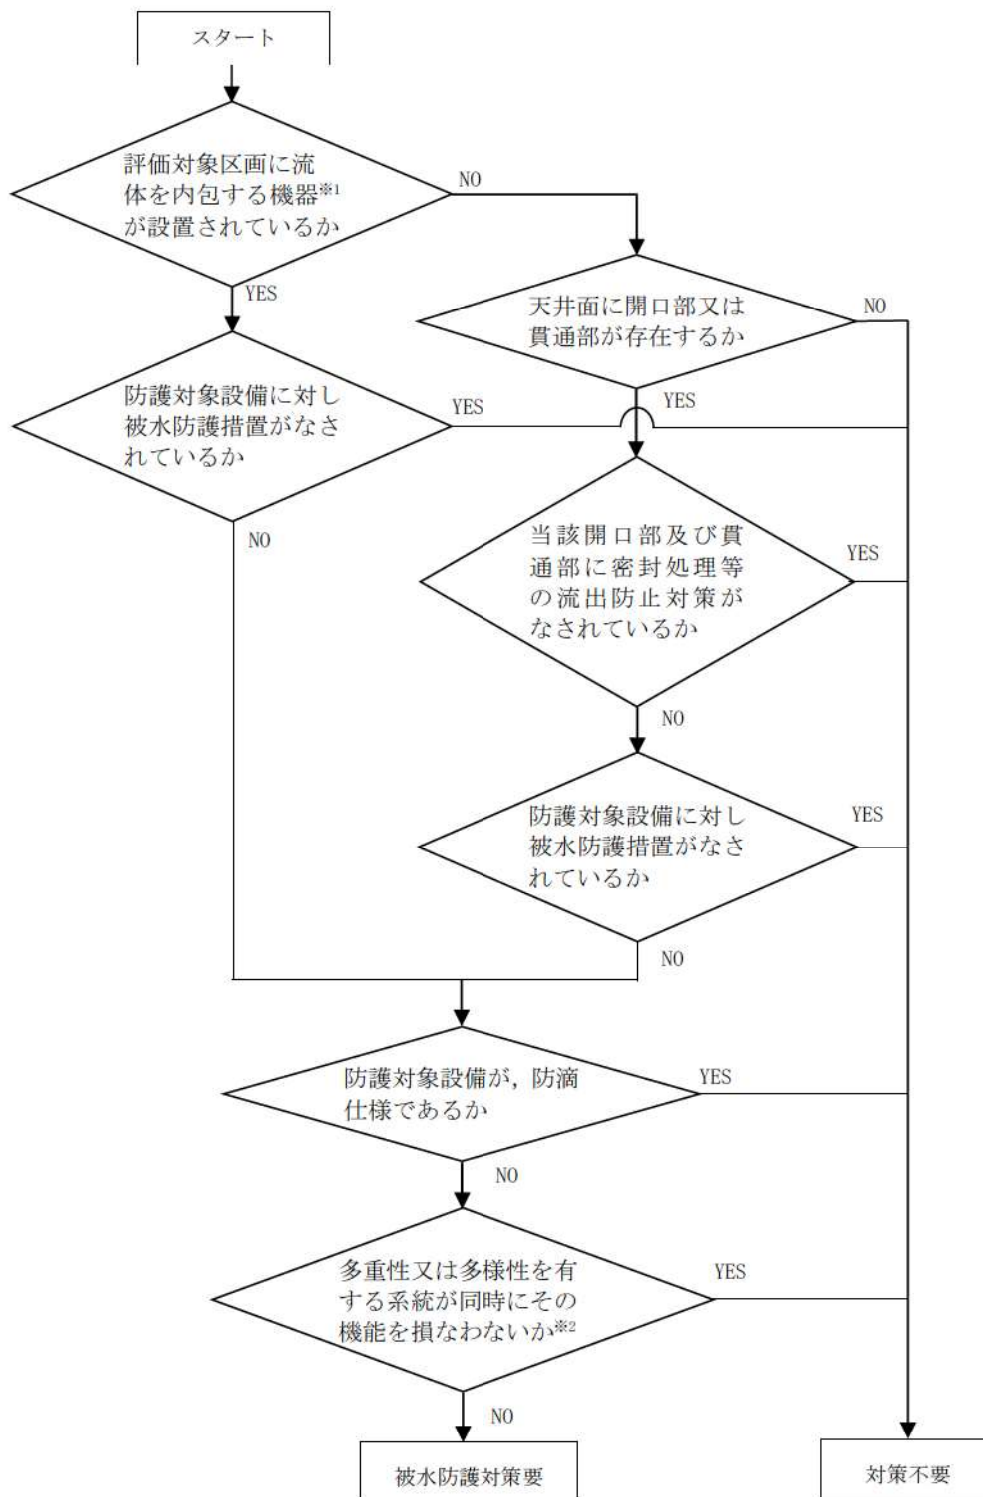 スタート
評価対象区画に流
体を内包する機器※1
が設置されているか
NO
YES
天井面に開口部又は
貫通部が存在するか
NO
YES
防護対象設備に対し
被水防護措置がなさ
れているか
YES
NO
当該開口部及び貫
通部に密封処理等
の流出防止対策が
なされているか
YES
NO
防護対象設備に対し
被水防護措置がなさ
れているか
YES
NO
防護対象設備が，防滴
仕様であるか
YES
NO
多重性又は多様性を有
する系統が同時にその
機能を損なわないか※2
YES
NO
被水防護対策要
対策不要